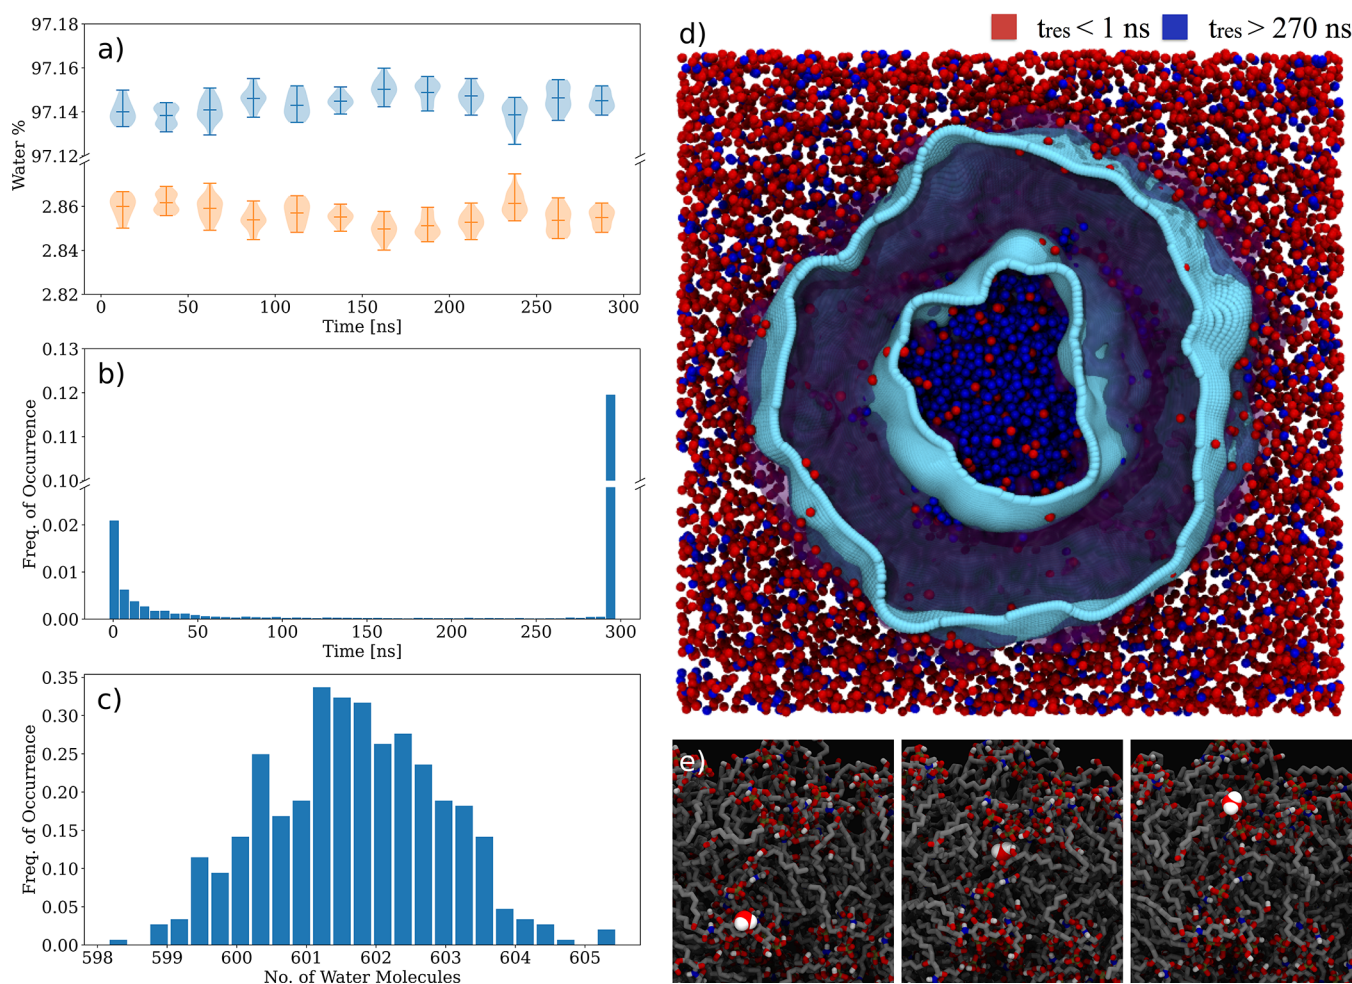 a)
Water %
97.18
97.16
97.14
97.12
2.86
2.84
2.82
0 50 100 150 200 250 300
Time [ns]
b)
Freq. of Occurrence
0.13
0.12
0.11
0.10
0.02
0.01
0.00
0 50 100 150 200 250 300
Time [ns]
c)
Freq. of Occurrence
0.35
0.30
0.25
0.20
0.15
0.10
0.05
0.00
598 599 600 601 602 603 604 605
No. of Water Molecules
d)
tres < 1 ns tres > 270 ns
e)